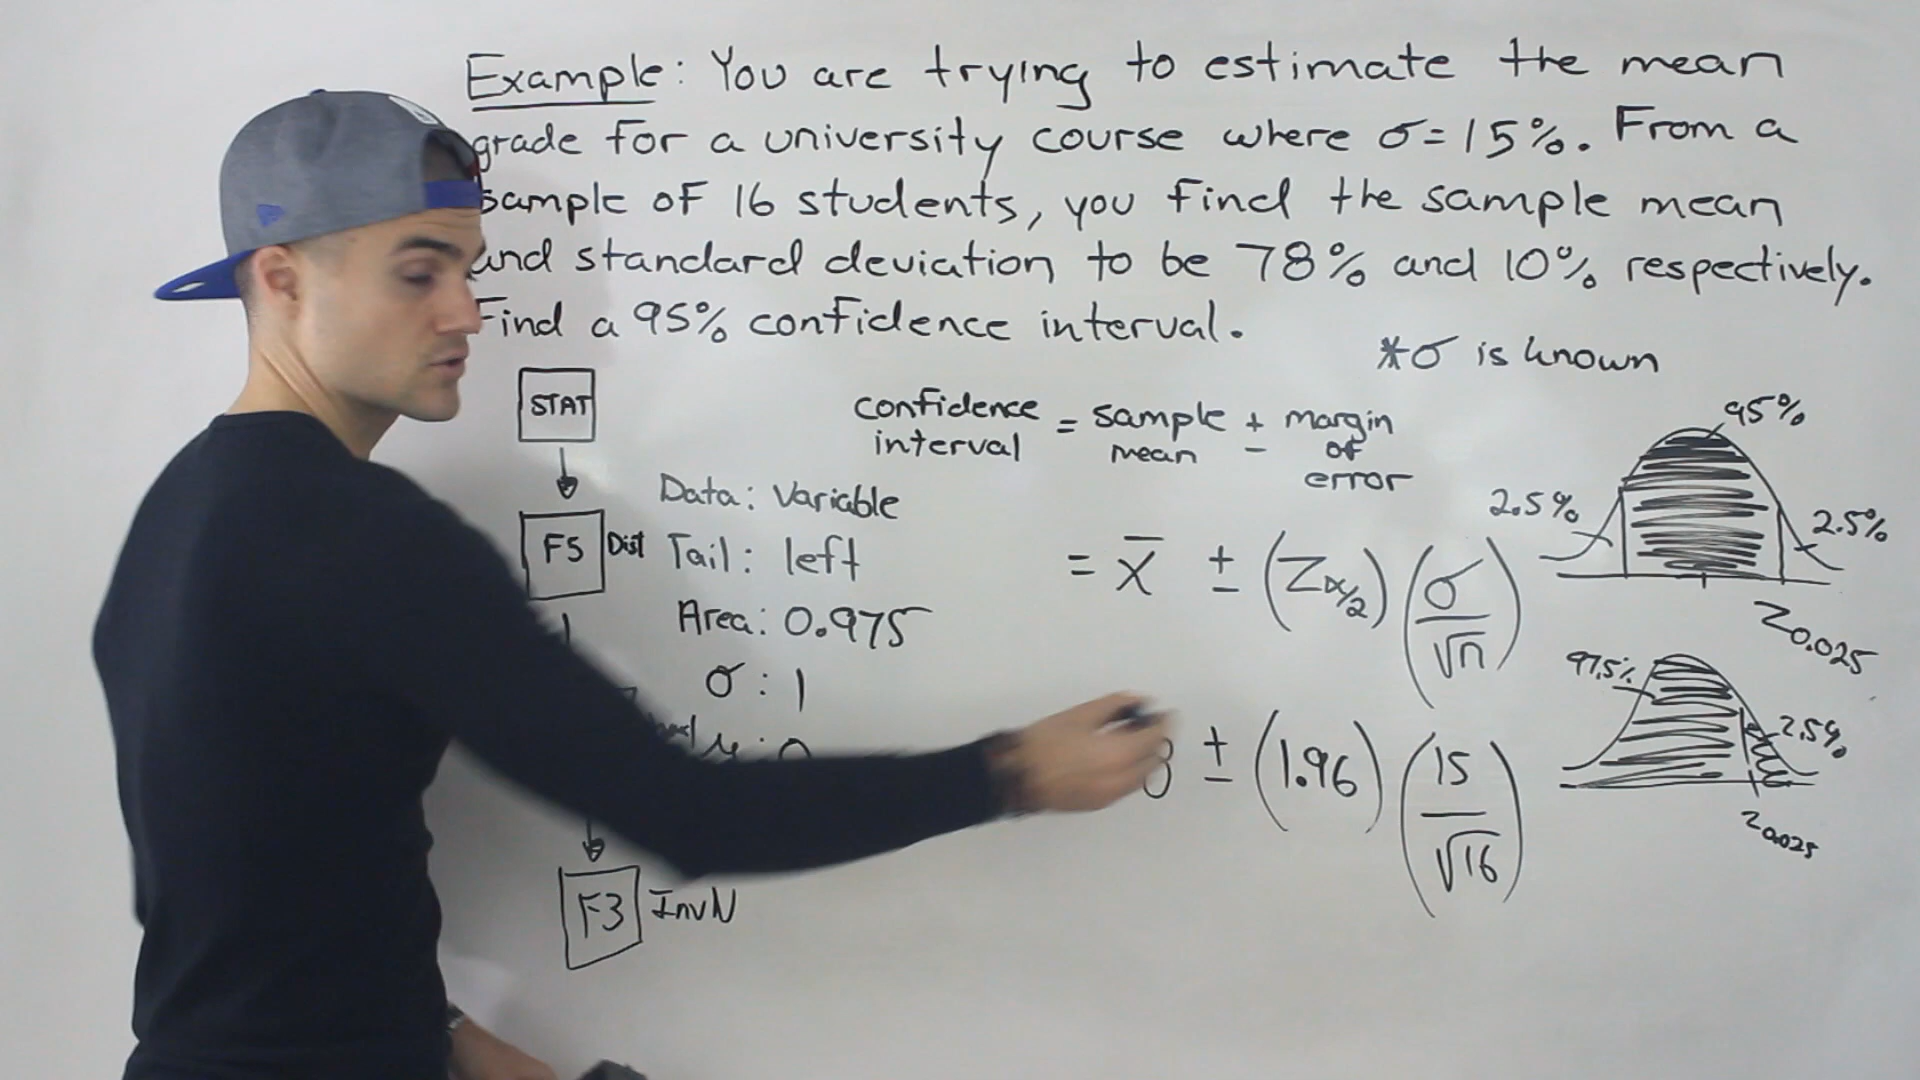 Example: You are trying to estimate the mean
grade for a university course where σ=15%. From a
sample of 16 students, you find the sample mean
and standard deviation to be 78% and 10% respectively.
Find a 95% confidence interval.
*σ is known
STAT
confidence interval = sample mean ± margin of error
95%
2.5%
2.5%
Z0.025
Data: Variable
F5 Dist Tail: left
Area: 0.975
σ: 1
μ: 0
= x̄ ± (Zα/2)(σ/√n)
97.5%
2.5%
Z0.025
8 ± (1.96)(15/√16)
F3 InvN